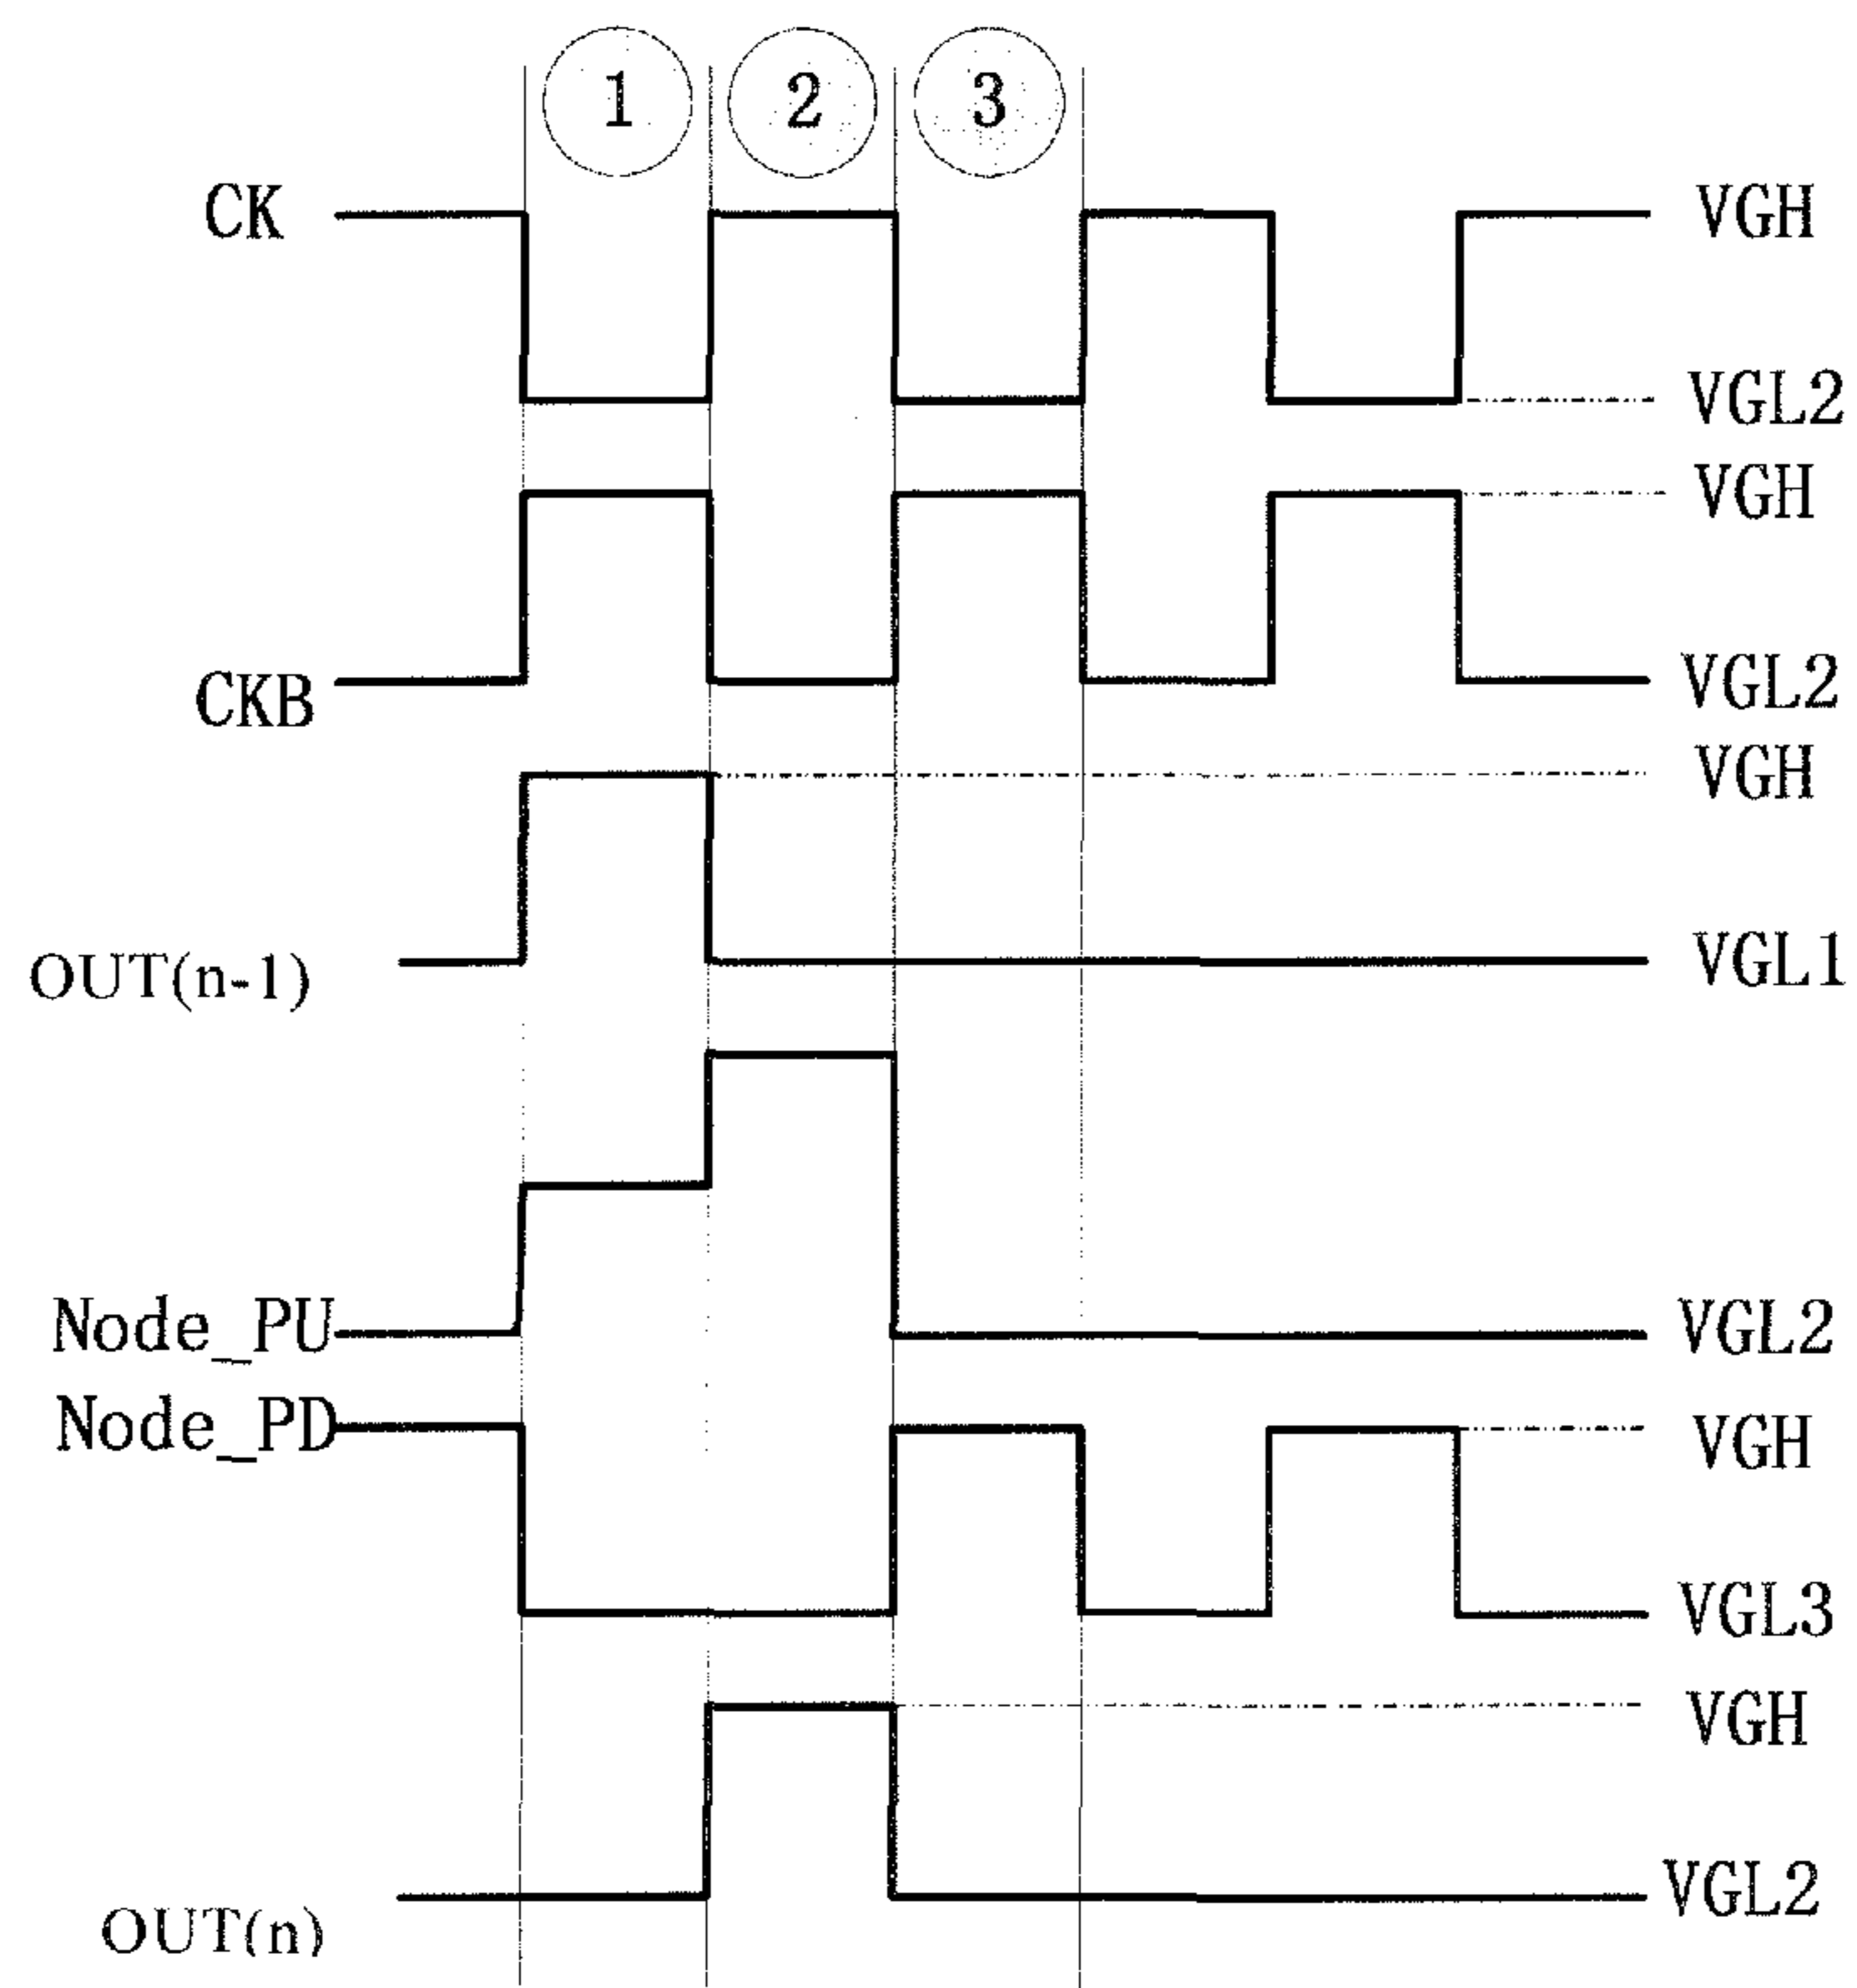 1 2 3
CK VGH
VGL2
VGH
CKB VGL2
VGH
OUT(n-1) VGL1
Node_PU VGL2
Node_PD VGH
VGL3
VGH
OUT(n) VGL2